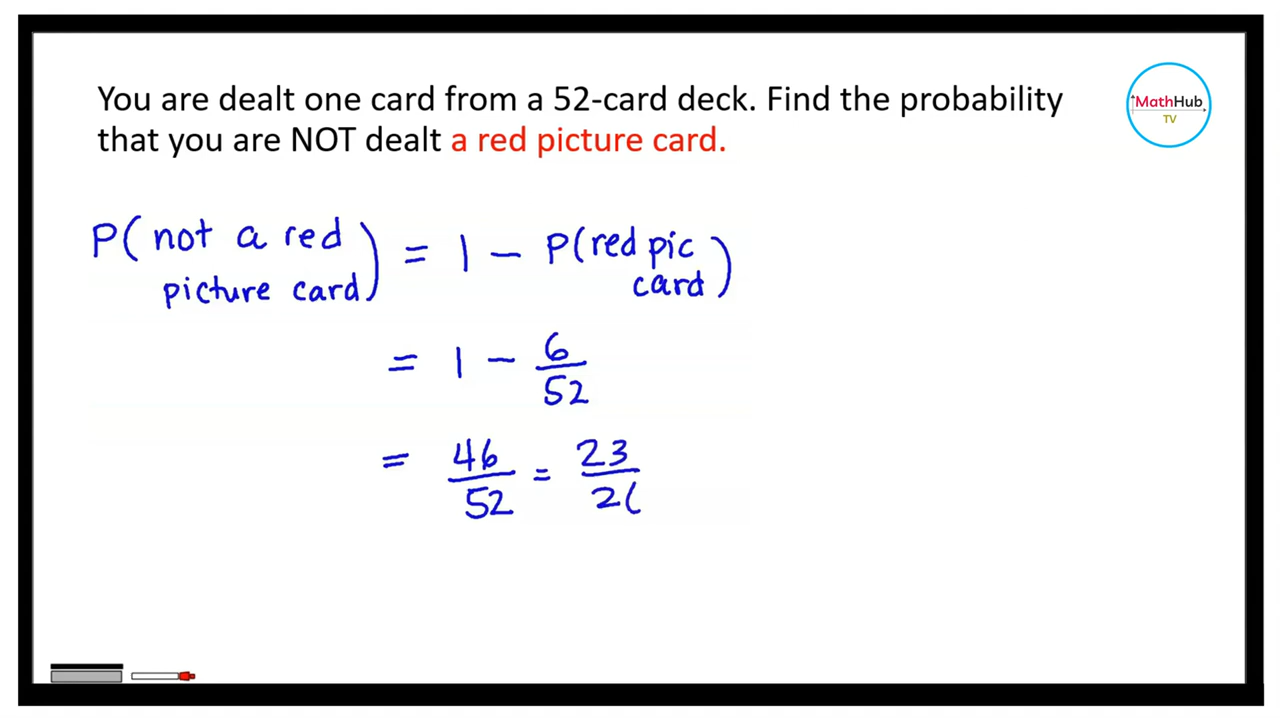 You are dealt one card from a 52-card deck. Find the probability
that you are NOT dealt a red picture card.
MathHub
TV
P( not a red picture card) = 1 - P(red pic card)
= 1 - 6/52
= 46/52 = 23/2(